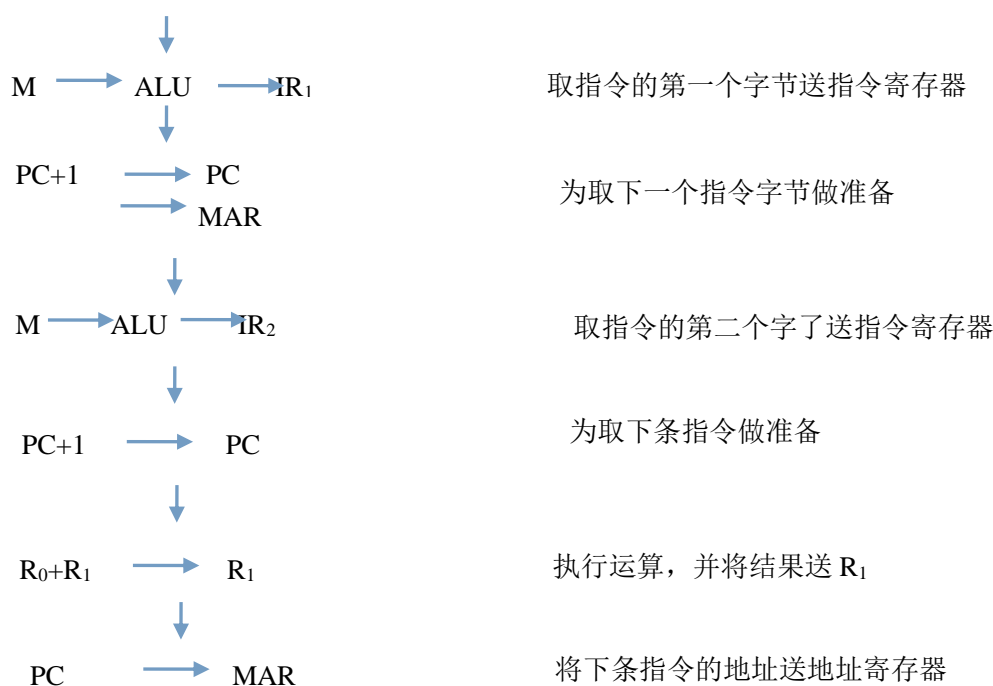 M ALU IR₁ 取指令的第一个字节送指令寄存器
PC+1 PC 为取下一个指令字节做准备
MAR
M ALU IR₂ 取指令的第二个字了送指令寄存器
PC+1 PC 为取下条指令做准备
R₀+R₁ R₁ 执行运算，并将结果送 R₁
PC MAR 将下条指令的地址送地址寄存器